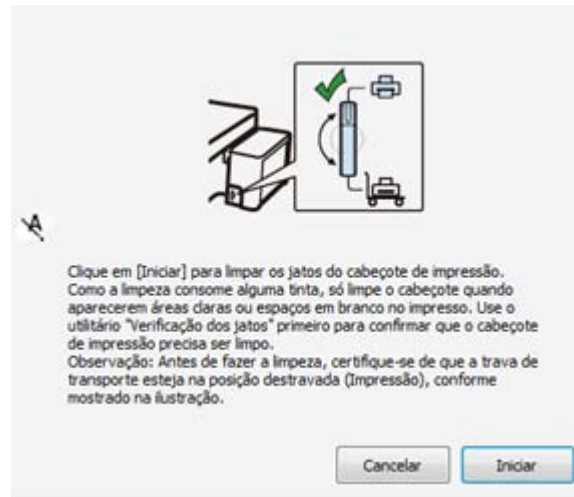 A
Clique em [Iniciar] para limpar os jatos do cabeçote de impressão.
Como a limpeza consome alguma tinta, só limpe o cabeçote quando
aparecerem áreas claras ou espaços em branco no impresso. Use o
utilitário "Verificação dos jatos" primeiro para confirmar que o cabeçote
de impressão precisa ser limpo.
Observação: Antes de fazer a limpeza, certifique-se de que a trava de
transporte esteja na posição destravada (Impressão), conforme
mostrado na ilustração.
Cancelar
Iniciar